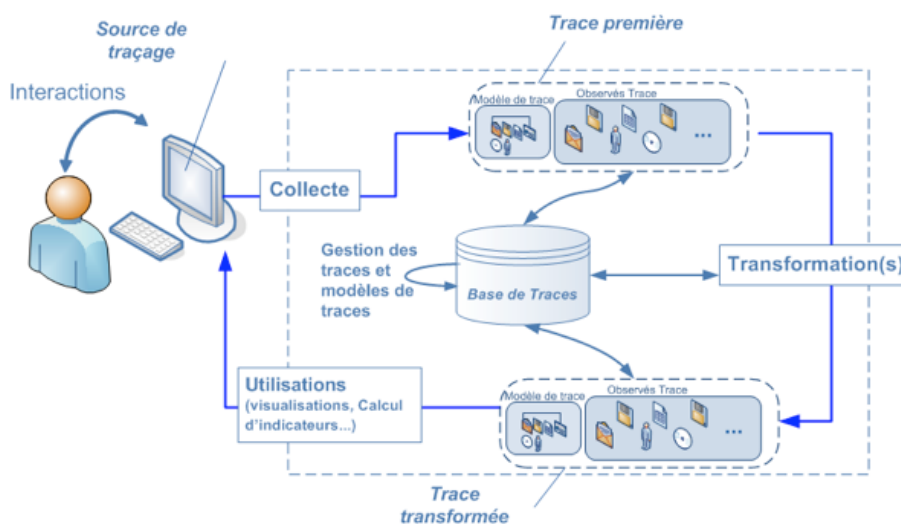 Source de
traçage
Trace première
Interactions
Modèle de trace
Observés Trace
...
Collecte
Gestion des
traces et
modèles de
traces
Base de Traces
Transformation(s)
Utilisations
(visualisations, Calcul
d'indicateurs...)
Modèle de trace
Observés Trace
...
Trace
transformée